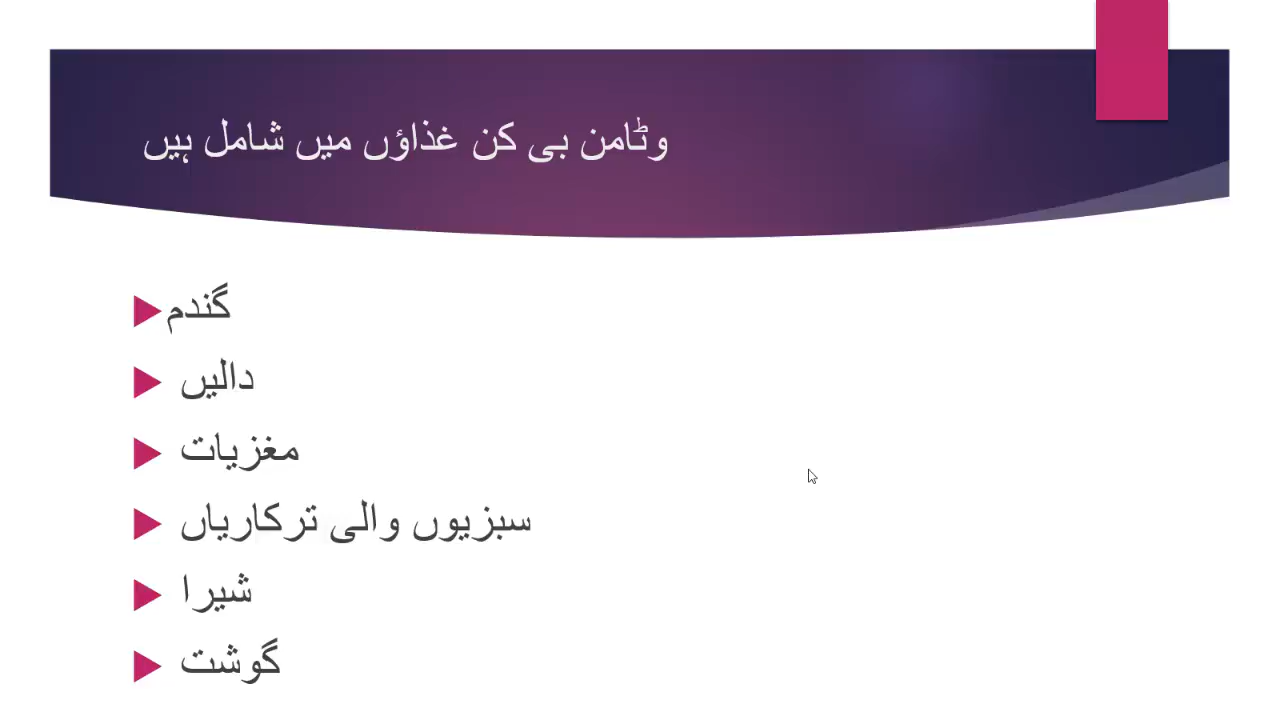 وٹامن بی کن غذاؤں میں شامل ہیں
گندم
دالیں
مغزیات
سبزیوں والی ترکاریاں
شیرا
گوشت